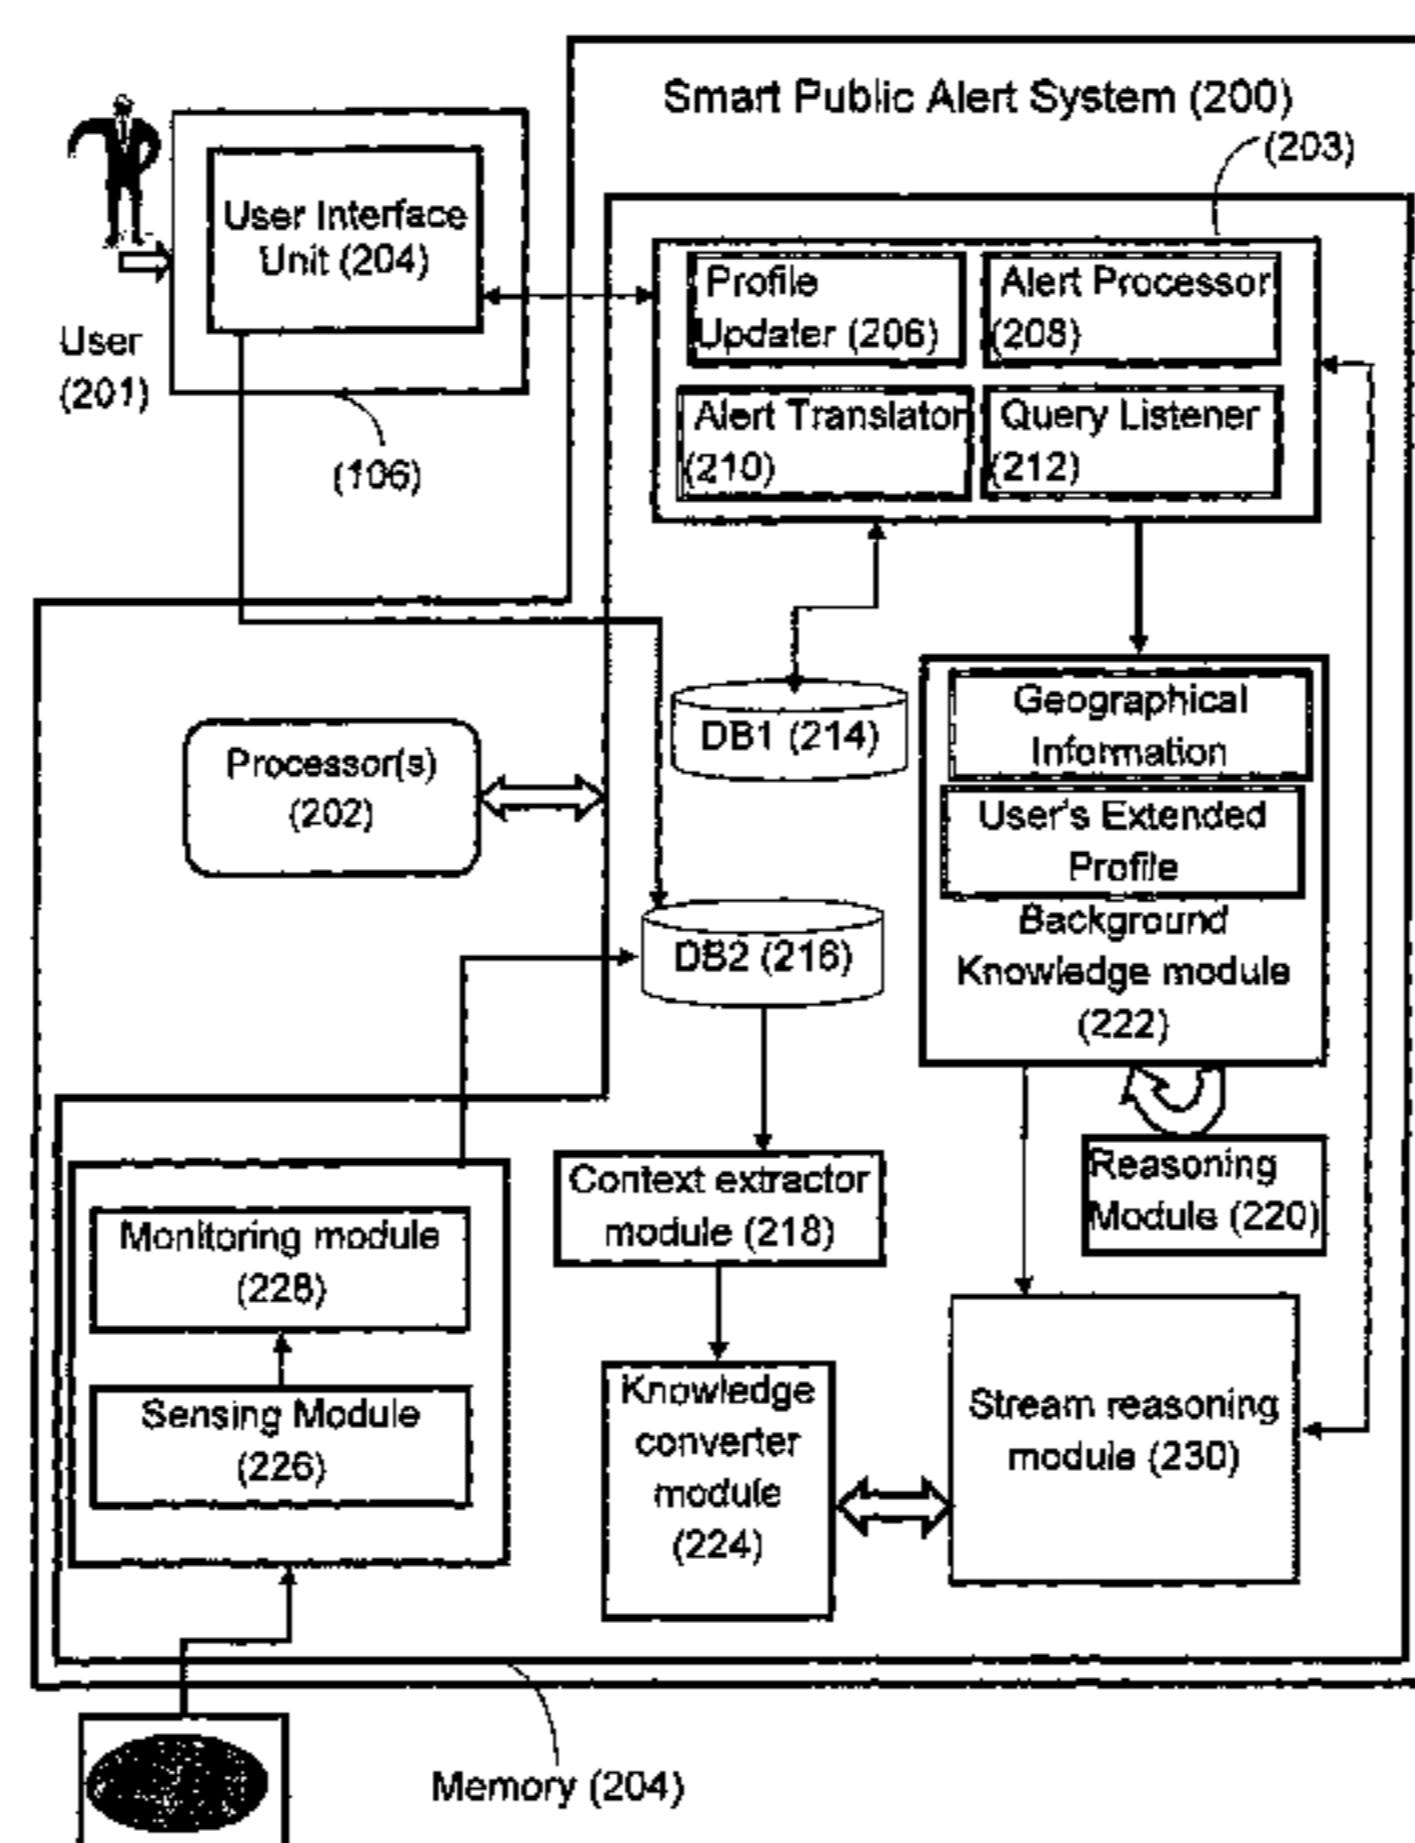 Smart Public Alert System (200)
(203)
User Interface
Unit (204)
User
(201)
(106)
Profile
Updater (206)
Alert Processor
(208)
Alert Translator
(210)
Query Listener
(212)
DB1 (214)
Geographical
Information
User's Extended
Profile
Background
Knowledge module
(222)
Processor(s)
(202)
DB2 (216)
Reasoning
Module (220)
Context extractor
module (218)
Monitoring module
(228)
Sensing Module
(226)
Knowledge
converter
module
(224)
Stream reasoning
module (230)
Memory (204)